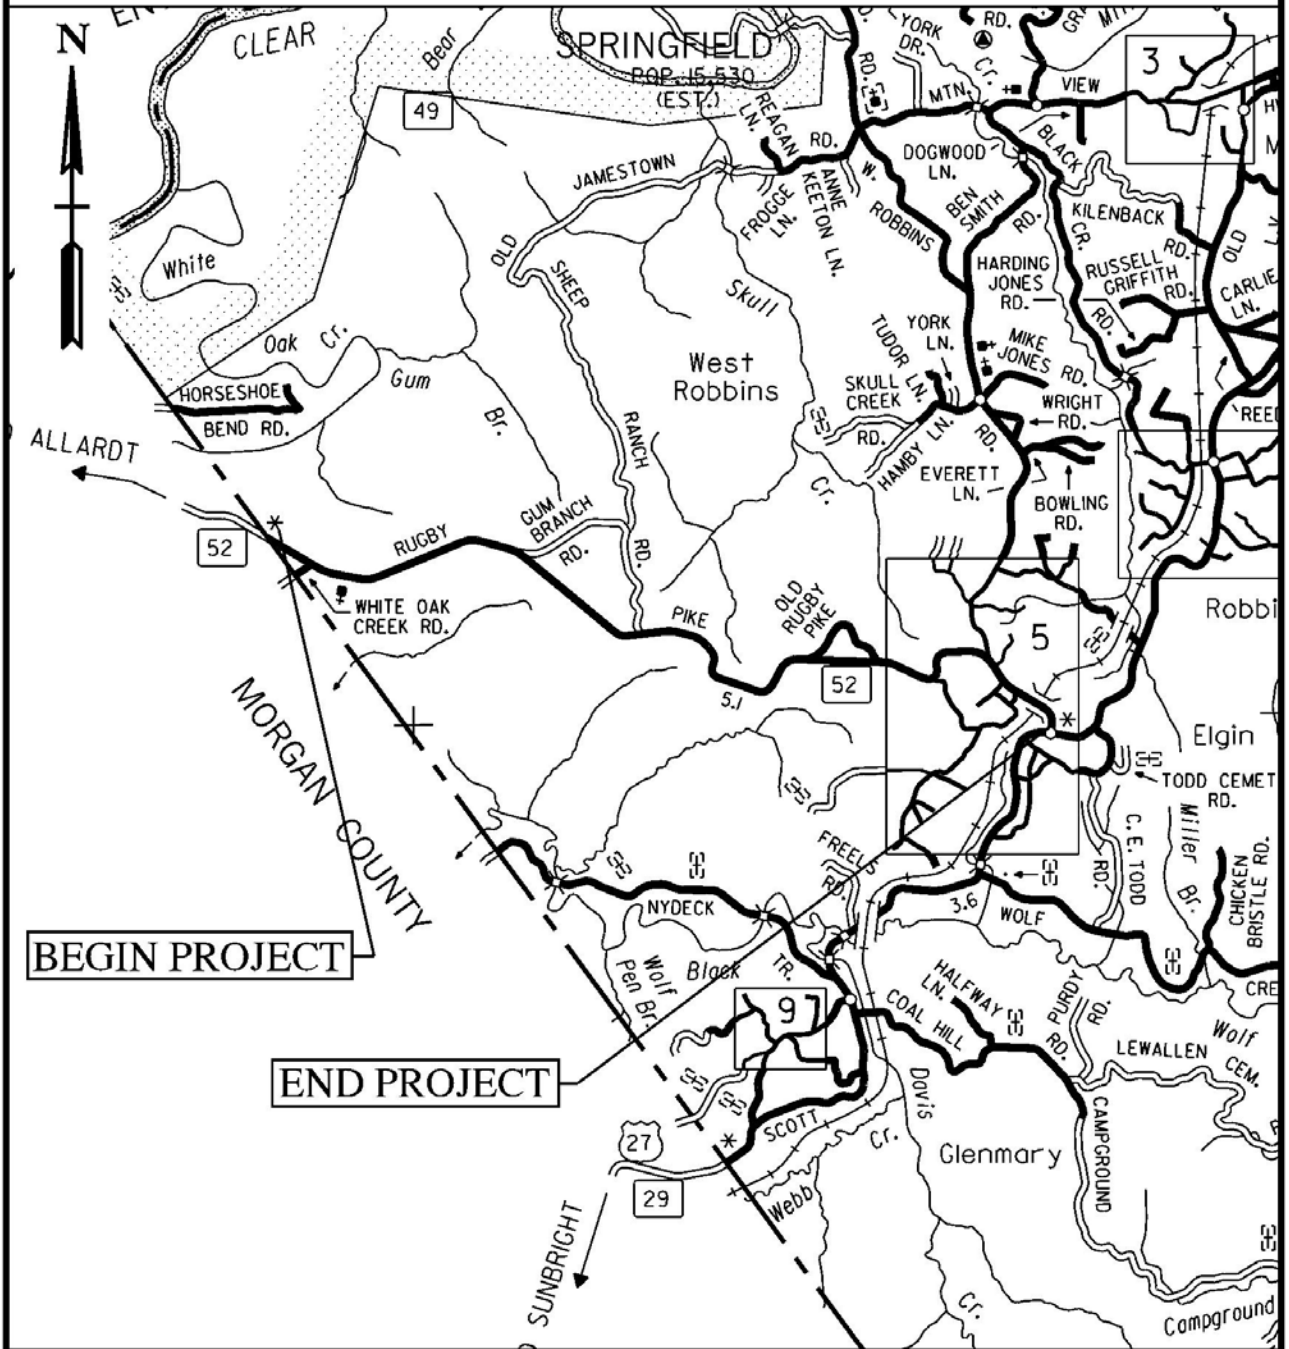 N
CLEAR
Bear
SPRINGFIELD
POP. 15,530
(EST.)
YORK
DR.
RD.
Cr.
3
RD.
MTN.
VIEW
49
REAGAN
LN.
RD.
BLACK
JAMESTOWN
FROGGE
LN.
ANNE
KEETON LN.
W.
ROBBINS
DOGWOOD
LN.
BEN
SMITH
RD.
KILENBACK
RD.
CR.
OLD
OLD
SHEEP
RANCH
RD.
White
Oak
Cr.
Skull
Cr.
HARDING
JONES
RD.
RUSSELL
GRIFFITH
RD.
RD.
CARLIE
LN.
Gum
Br.
West
Robbins
TUDOR LN.
YORK
LN.
MIKE
JONES RD.
HORSESHOE
BEND RD.
SKULL
CREEK
RD.
HAMBY LN.
WRIGHT
RD.
RD.
REED
ALLARDT
EVERETT
LN.
BOWLING
RD.
52
RUGBY
GUM
BRANCH
RD.
WHITE OAK
CREEK RD.
PIKE
OLD
RUGBY
PIKE
5
Robbi
52
5.1
MORGAN
COUNTY
Elgin
TODD CEMET
RD.
Miller
Br.
C. E. TODD
RD.
CHICKEN
BRISTLE RD.
FREELS
RD.
NYDECK
TR.
3.6
WOLF
CRE
BEGIN PROJECT
Wolf
Pen Br.
Black
97
HALFWAY
LN.
PURDY
RD.
COAL HILL
RD.
LEWALLEN
CEM.
Wolf
END PROJECT
Davis
Cr.
CAMPGROUND
27
SCOTT
Glenmary
29
Webb
Cr.
SUNBRIGHT
Campground